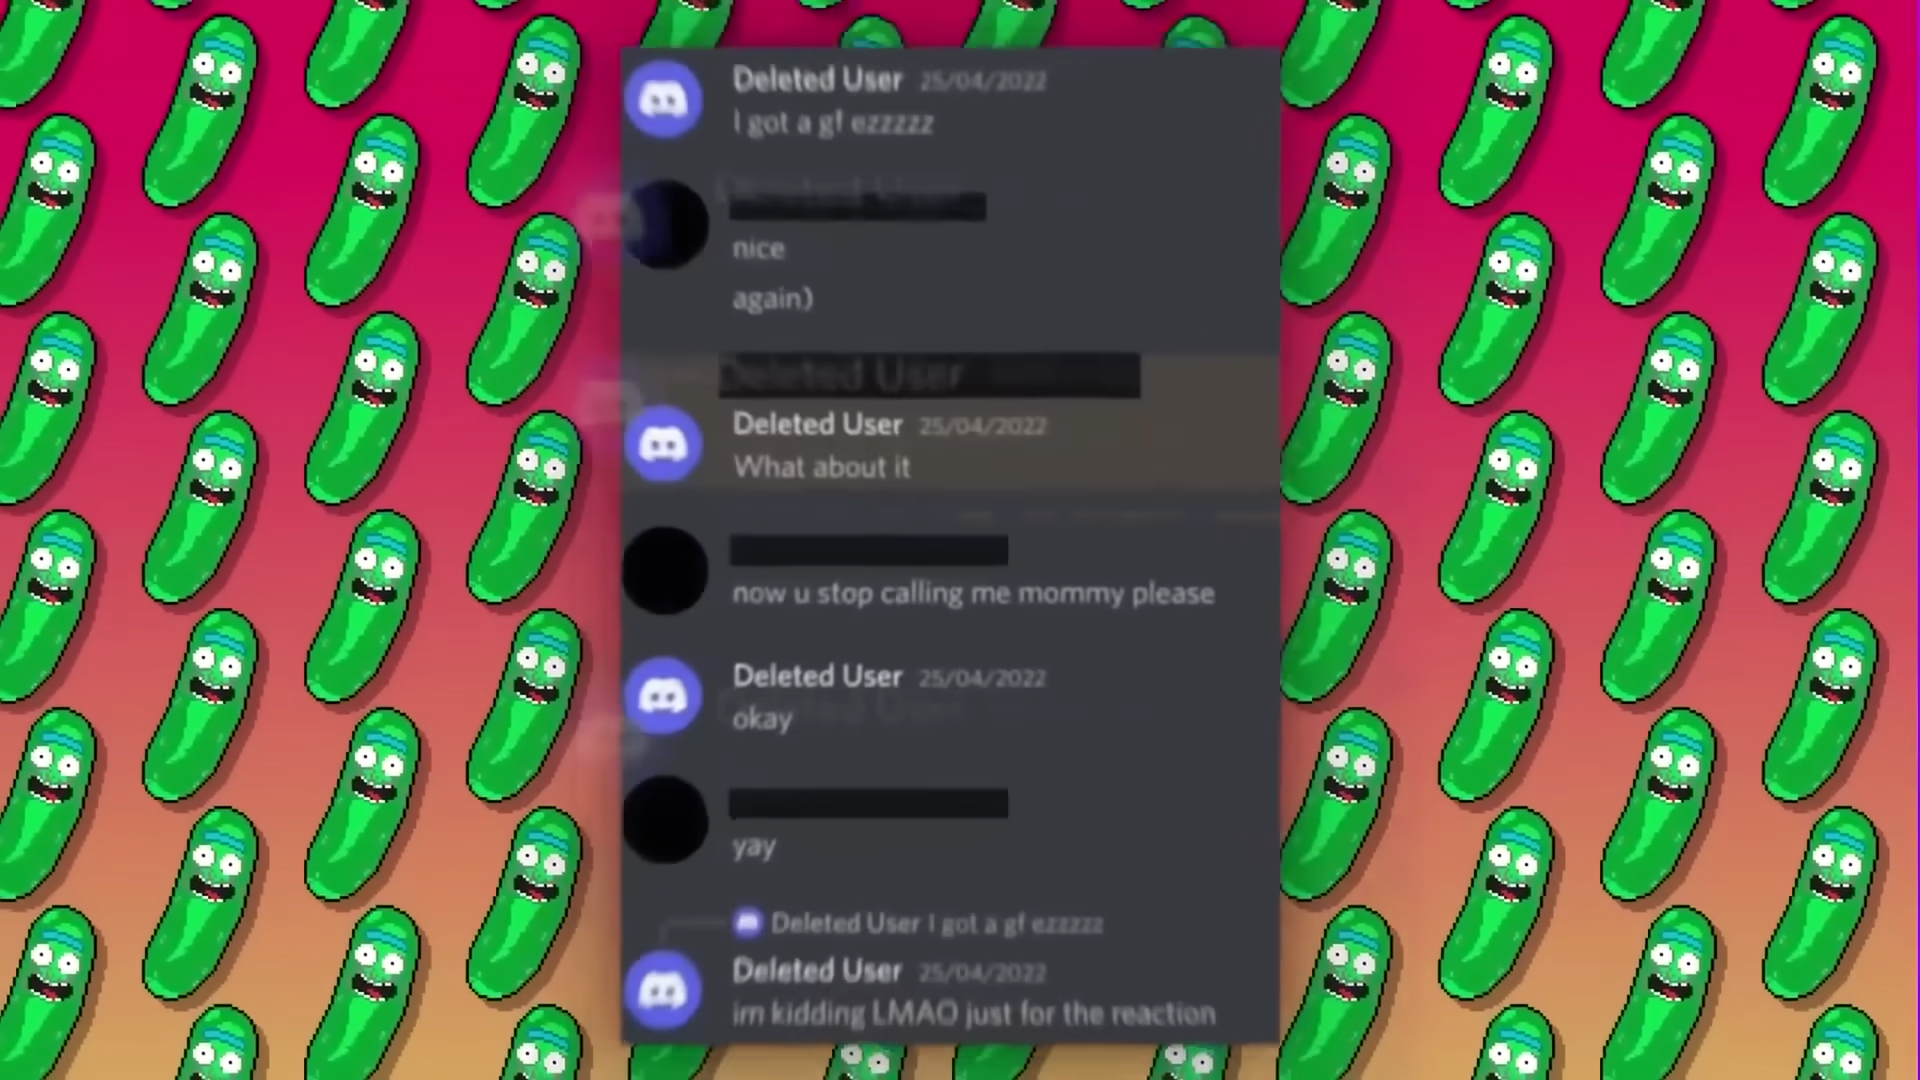 Deleted User 25/04/2022
I got a gf ezzzzz
nice
again)
Deleted User
Deleted User 25/04/2022
What about it
now u stop calling me mommy please
Deleted User 25/04/2022
okay
yay
Deleted User I got a gf ezzzzz
Deleted User 25/04/2022
im kidding LMAO just for the reaction